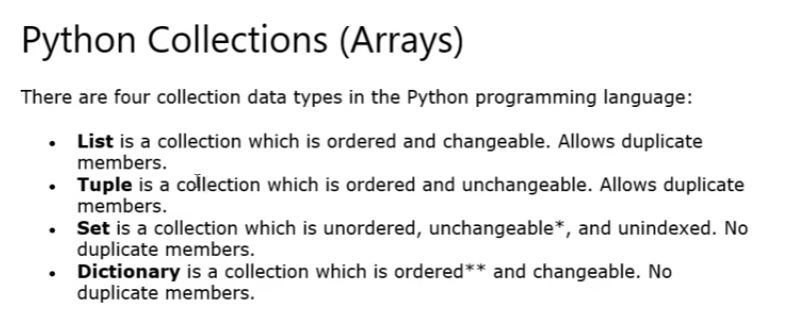 Python Collections (Arrays)
There are four collection data types in the Python programming language:
• List is a collection which is ordered and changeable. Allows duplicate
members.
• Tuple is a collection which is ordered and unchangeable. Allows duplicate
members.
• Set is a collection which is unordered, unchangeable*, and unindexed. No
duplicate members.
• Dictionary is a collection which is ordered** and changeable. No
duplicate members.